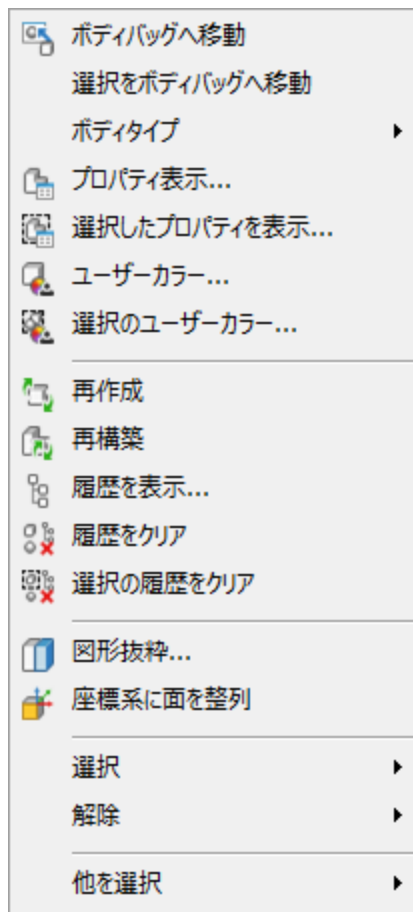 ボディバッグへ移動
選択をボディバッグへ移動
ボディタイプ
プロパティ表示...
選択したプロパティを表示...
ユーザーカラー...
選択のユーザーカラー...
再作成
再構築
履歴を表示...
履歴をクリア
選択の履歴をクリア
図形抜粋...
座標系に面を整列
選択
解除
他を選択